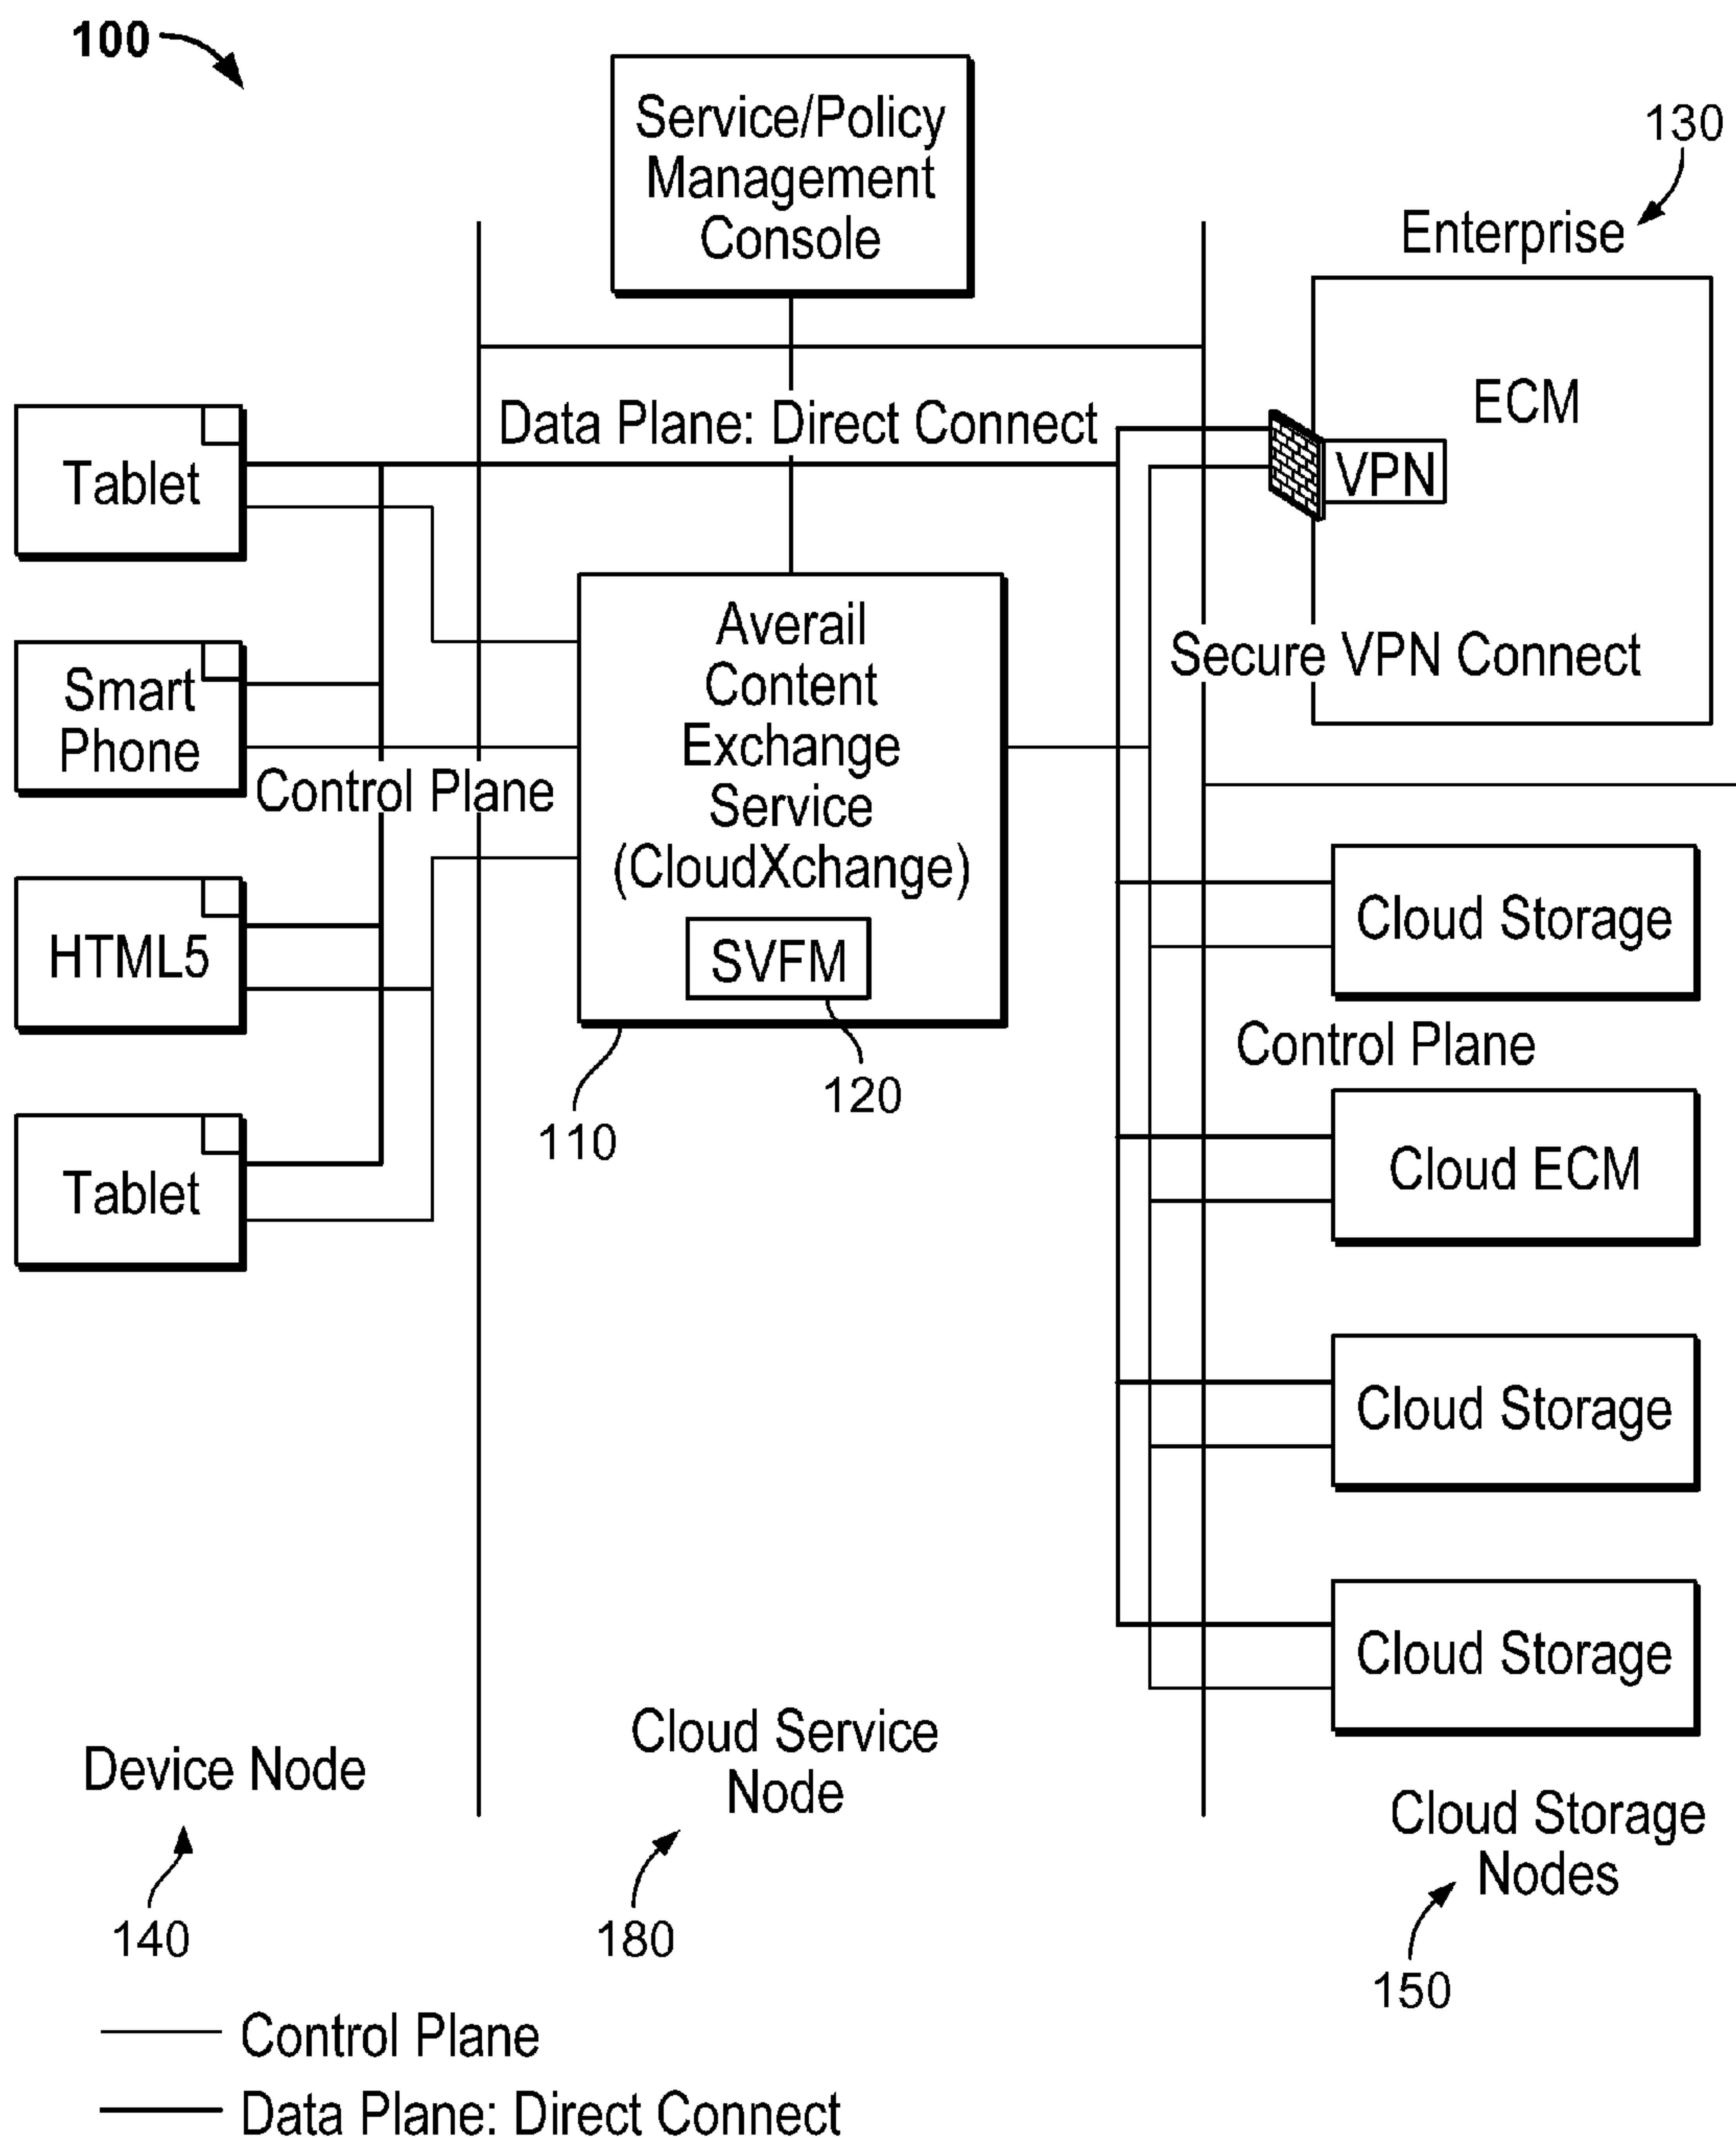 100
Service/Policy
Management
Console
130
Enterprise
ECM
VPN
Secure VPN Connect
Data Plane: Direct Connect
Tablet
Smart
Phone
HTML5
Tablet
Control Plane
Averail
Content
Exchange
Service
(CloudXchange)
SVFM
120
110
Cloud Storage
Control Plane
Cloud ECM
Cloud Storage
Cloud Storage
Device Node
140
Cloud Service
Node
180
Cloud Storage
Nodes
150
Control Plane
Data Plane: Direct Connect